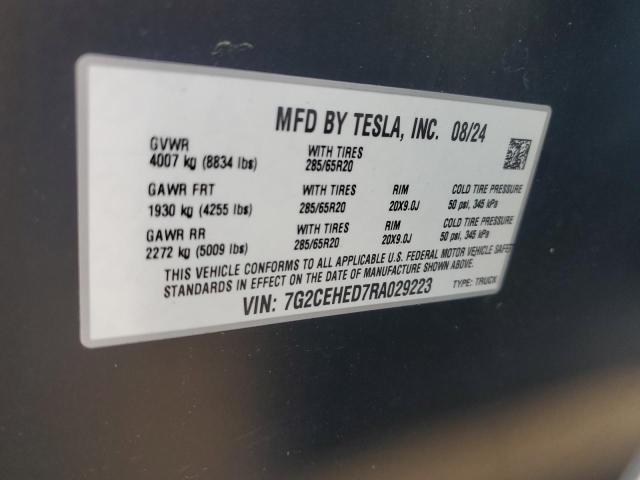 MFD BY TESLA, INC. 08/24
GVWR WITH TIRES
4007 kg (8834 lbs) 285/65R20
GAWR FRT WITH TIRES RIM COLD TIRE PRESSURE
1930 kg (4255 lbs) 285/65R20 20X9.0J 50 psi, 345 kPa
GAWR RR WITH TIRES RIM COLD TIRE PRESSURE
2272 kg (5009 lbs) 285/65R20 20X9.0J 50 psi, 345 kPa
THIS VEHICLE CONFORMS TO ALL APPLICABLE U.S. FEDERAL MOTOR VEHICLE SAFETY
STANDARDS IN EFFECT ON THE DATE OF MANUFACTURE SHOWN ABOVE.
VIN: 7G2CEHED7RA029223 TYPE: TRUCK